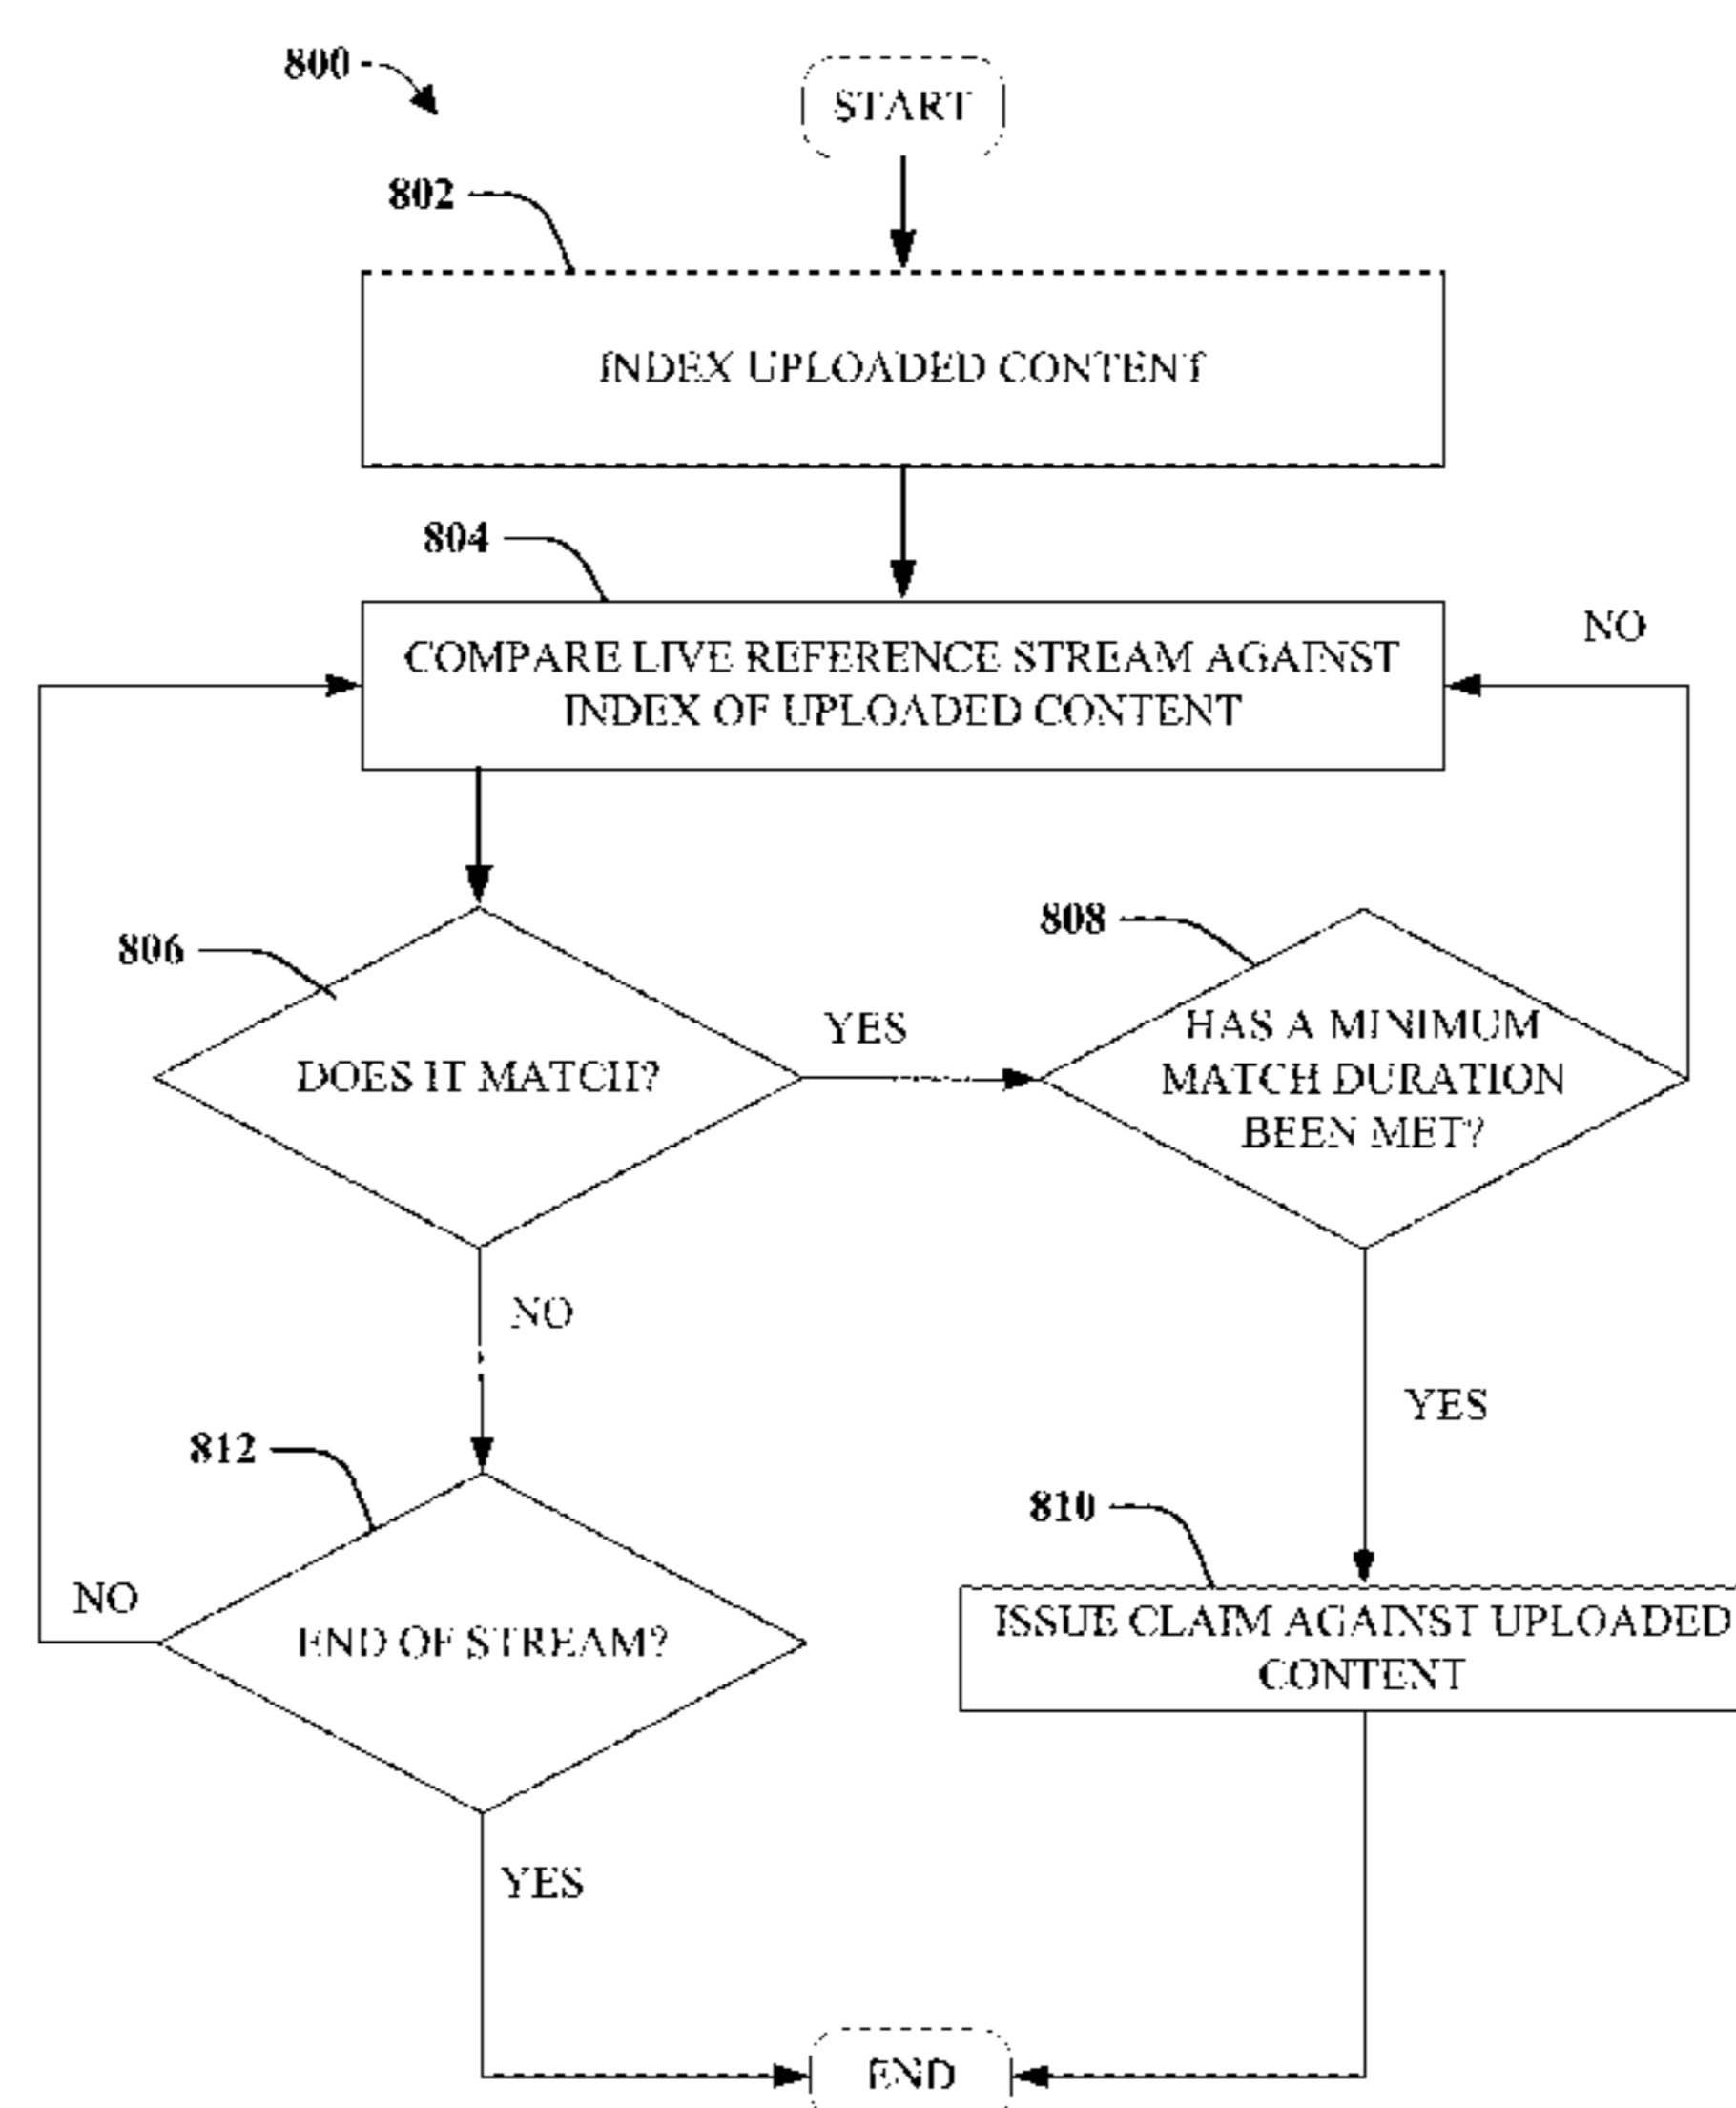 800
START
802
INDEX UPLOADED CONTENT
804
COMPARE LIVE REFERENCE STREAM AGAINST
INDEX OF UPLOADED CONTENT
NO
806
DOES IT MATCH?
YES
808
HAS A MINIMUM
MATCH DURATION
BEEN MET?
NO
YES
812
END OF STREAM?
NO
810
ISSUE CLAIM AGAINST UPLOADED
CONTENT
YES
END